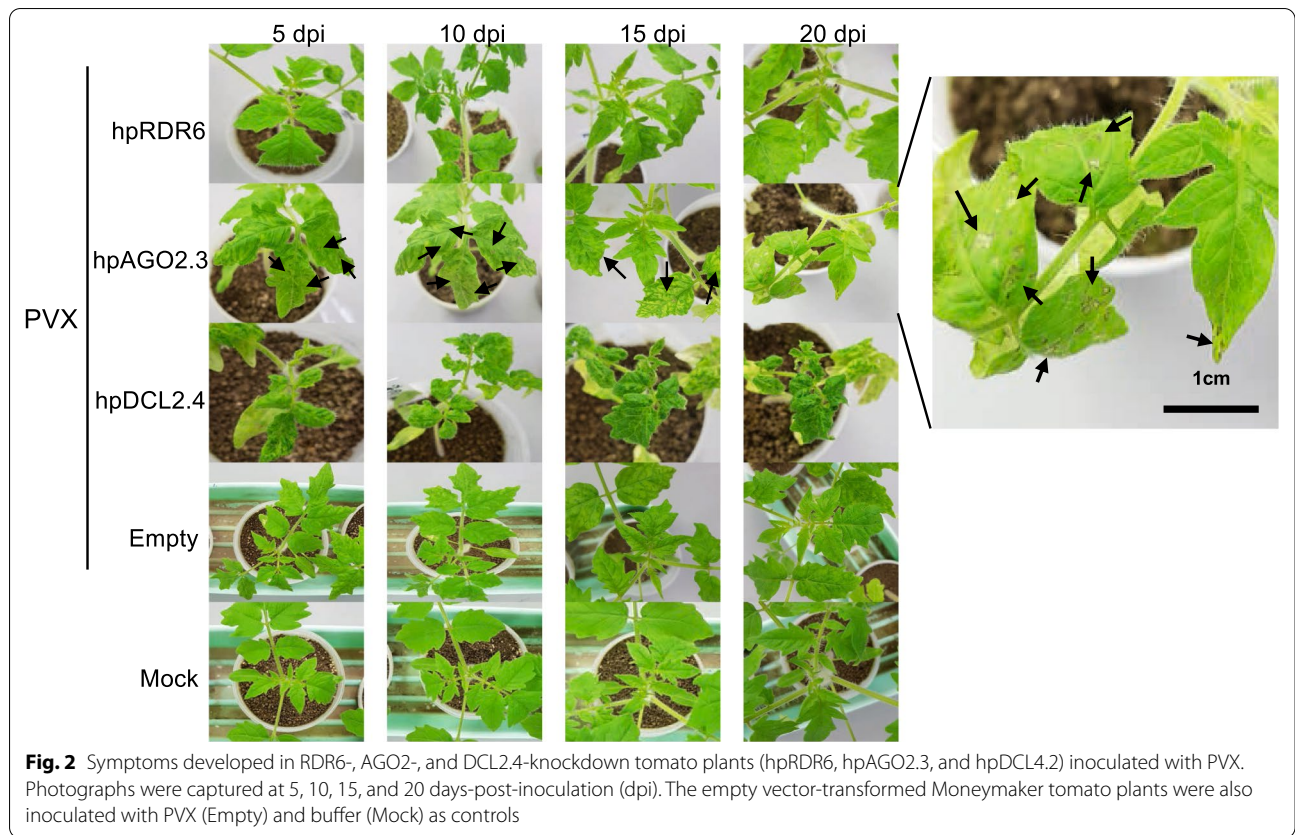 5 dpi 10 dpi 15 dpi 20 dpi
hpRDR6
hpAGO2.3
PVX
hpDCL2.4
1cm
Empty
Mock
Fig. 2 Symptoms developed in RDR6-, AGO2-, and DCL2.4-knockdown tomato plants (hpRDR6, hpAGO2.3, and hpDCL4.2) inoculated with PVX.
Photographs were captured at 5, 10, 15, and 20 days-post-inoculation (dpi). The empty vector-transformed Moneymaker tomato plants were also
inoculated with PVX (Empty) and buffer (Mock) as controls